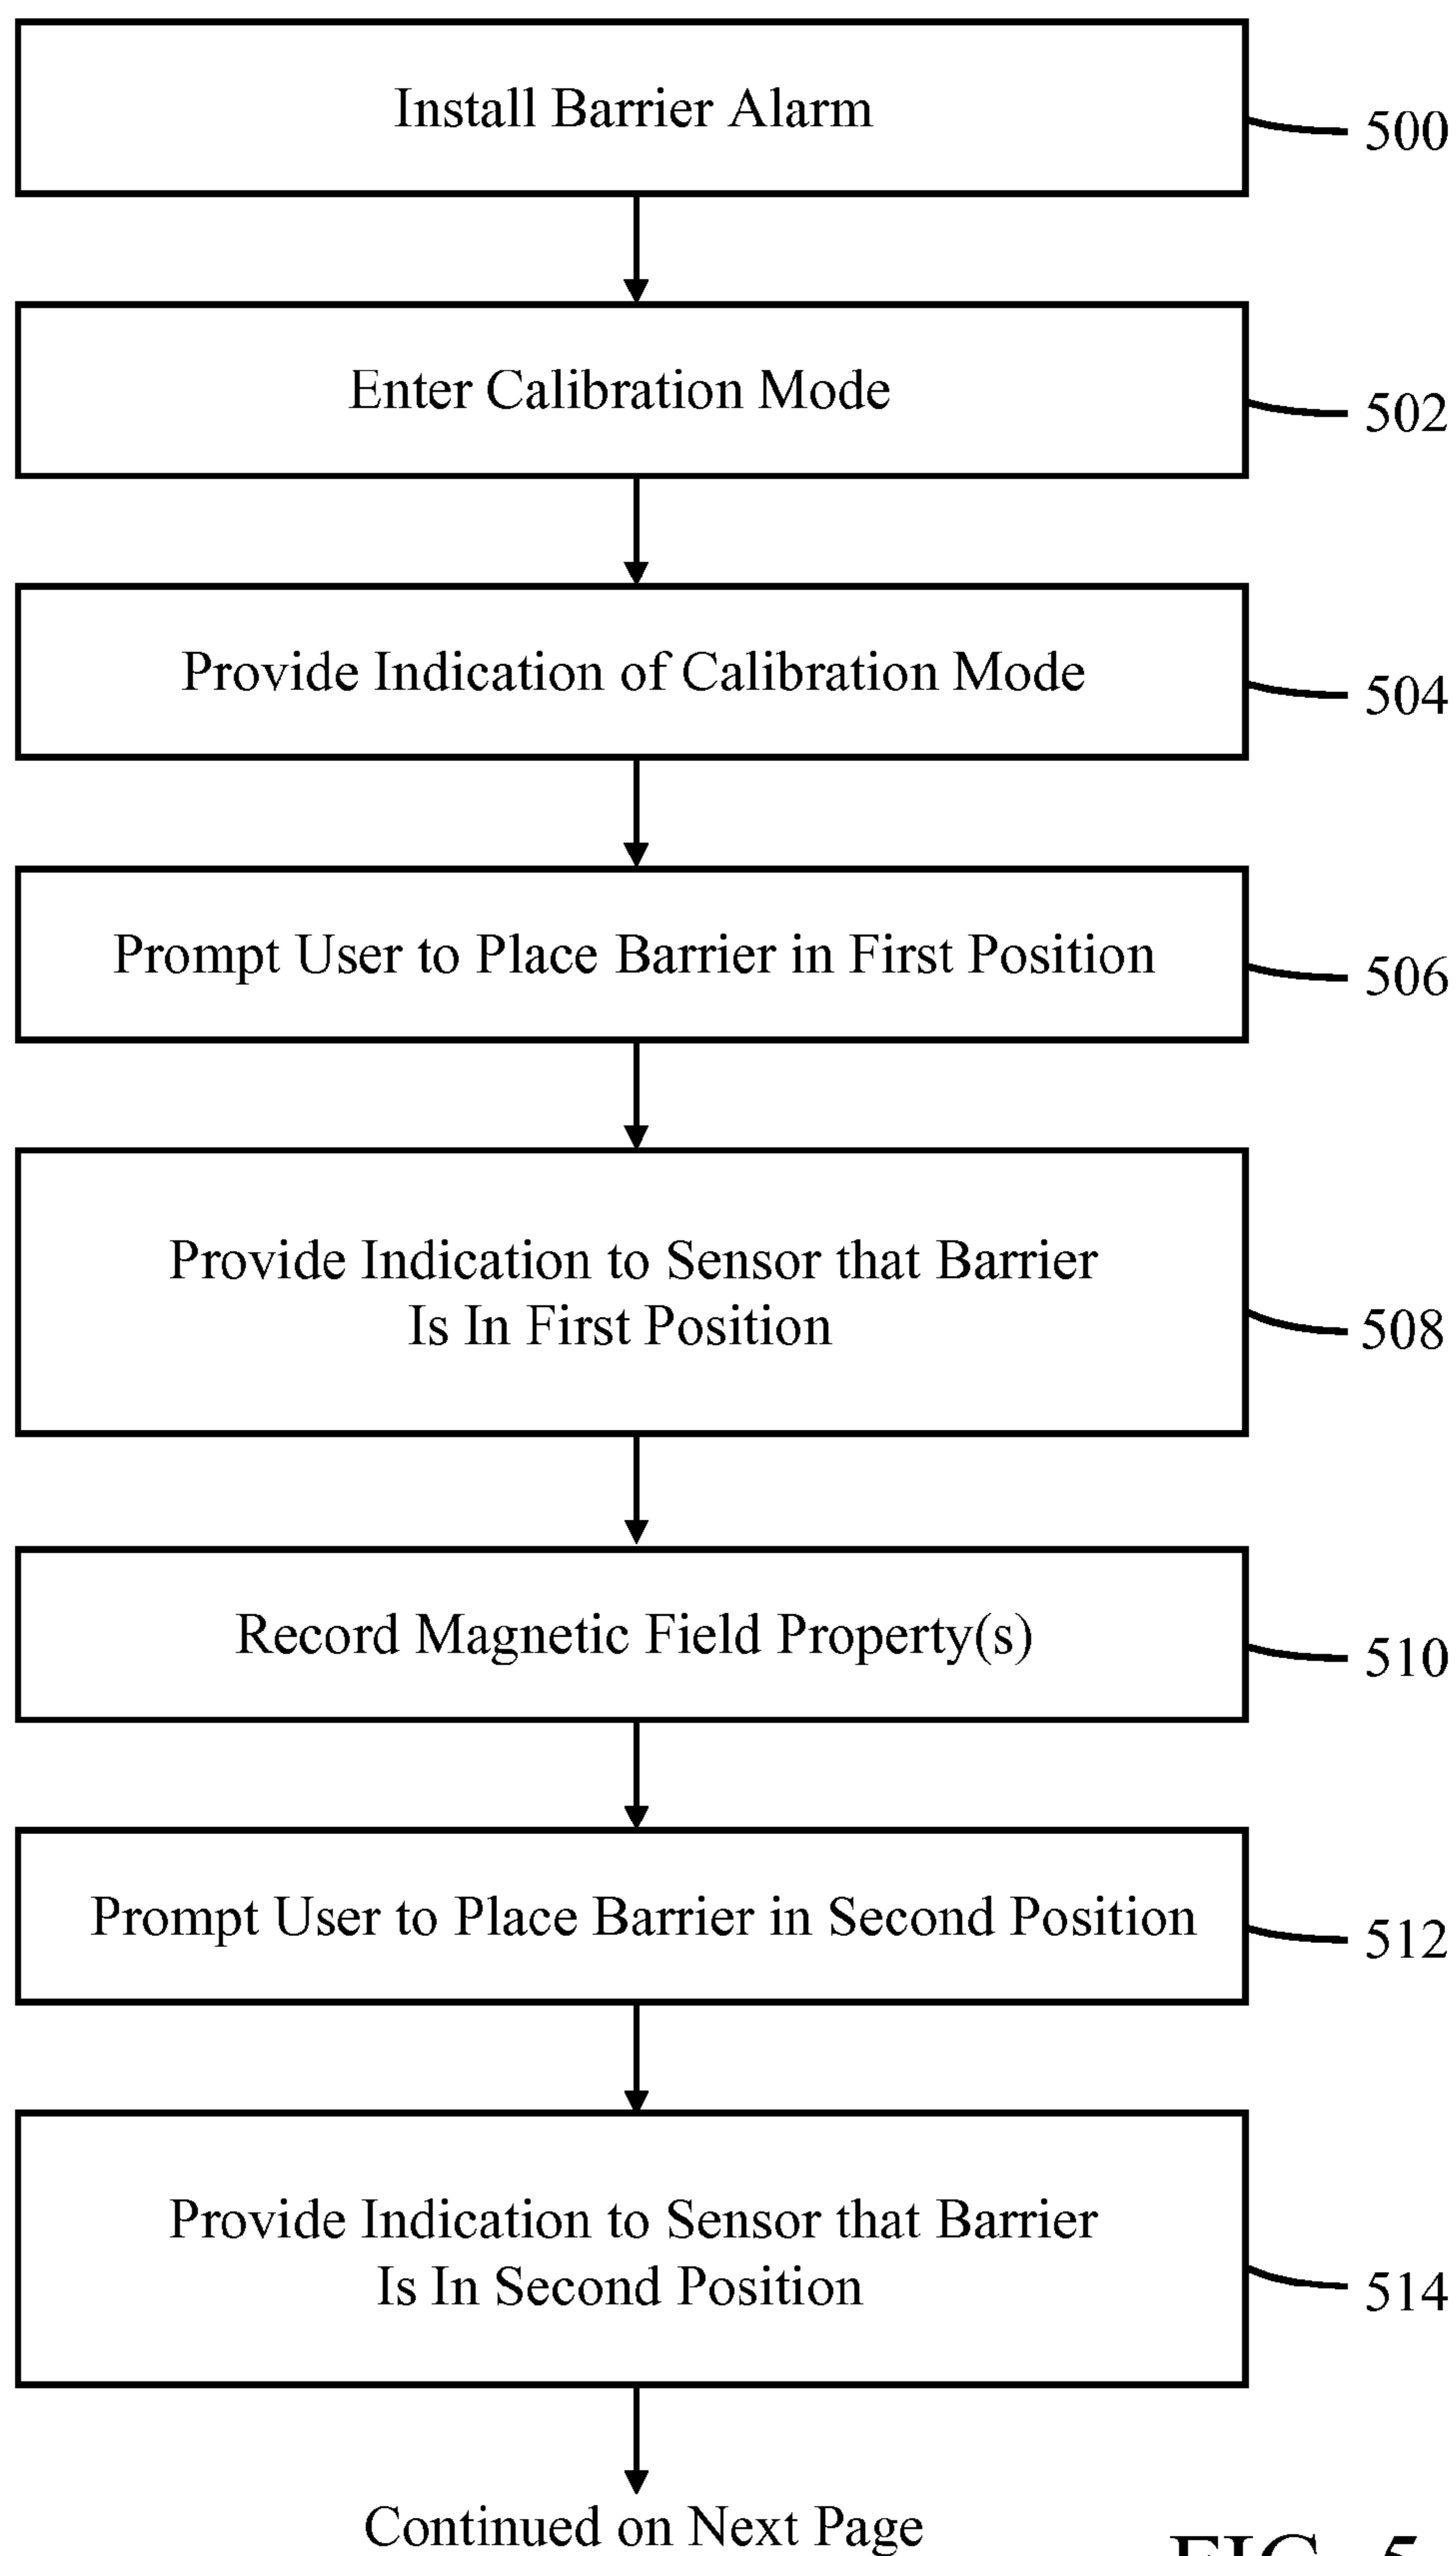 Install Barrier Alarm
500
Enter Calibration Mode
502
Provide Indication of Calibration Mode
504
Prompt User to Place Barrier in First Position
506
Provide Indication to Sensor that Barrier
Is In First Position
508
Record Magnetic Field Property(s)
510
Prompt User to Place Barrier in Second Position
512
Provide Indication to Sensor that Barrier
Is In Second Position
514
Continued on Next Page
FIG. 5